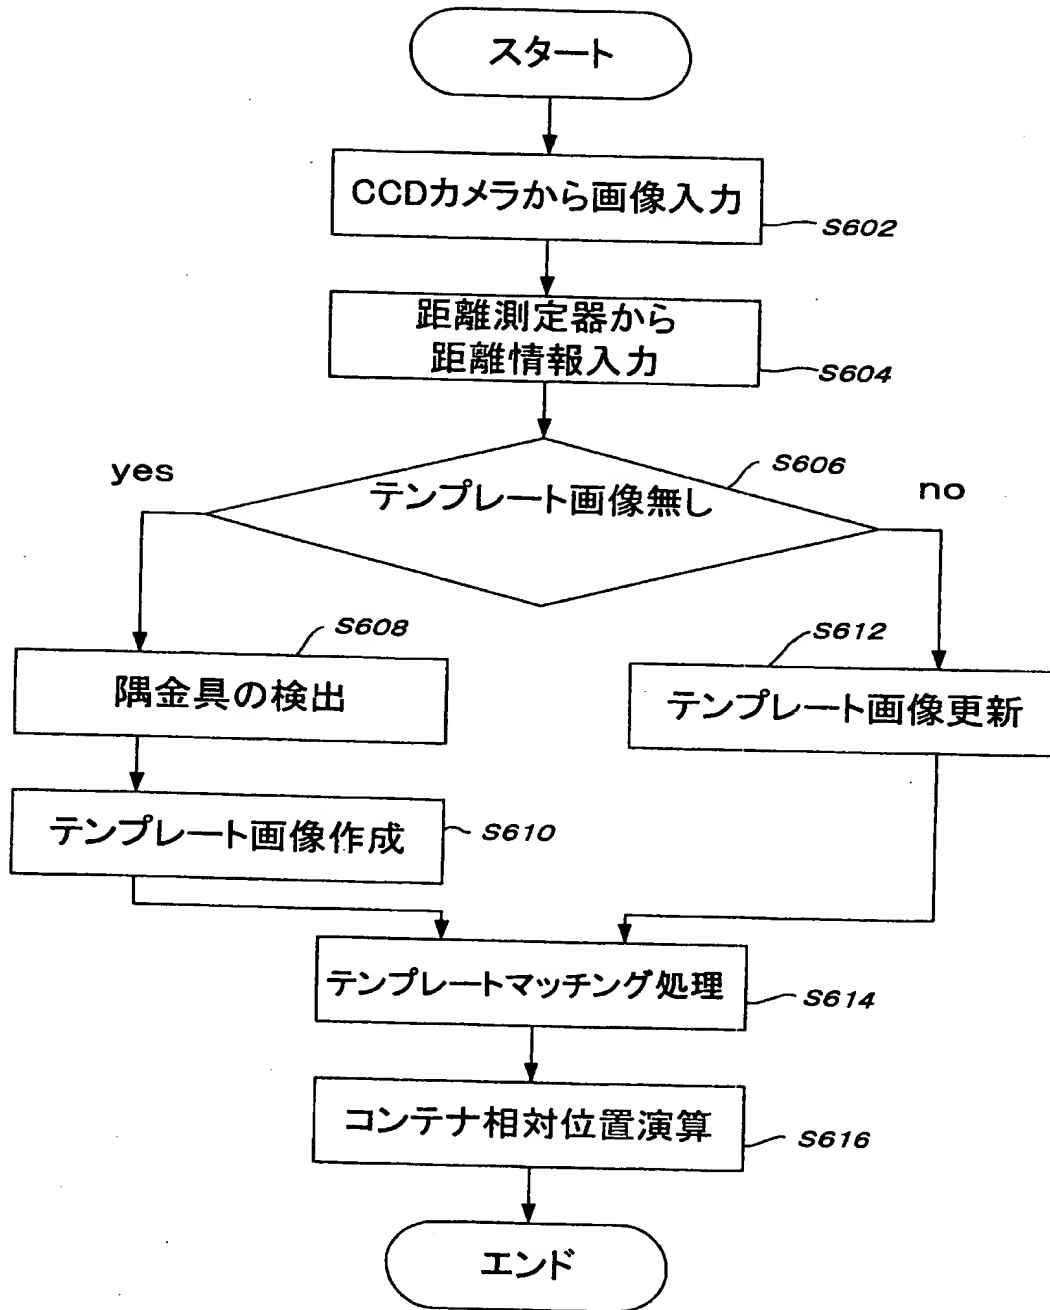 スタート
CCDカメラから画像入力
S602
距離測定器から
距離情報入力
S604
S606
yes
テンプレート画像無し
no
S608
隅金具の検出
S612
テンプレート画像更新
テンプレート画像作成
S610
テンプレートマッチング処理
S614
コンテナ相対位置演算
S616
エンド